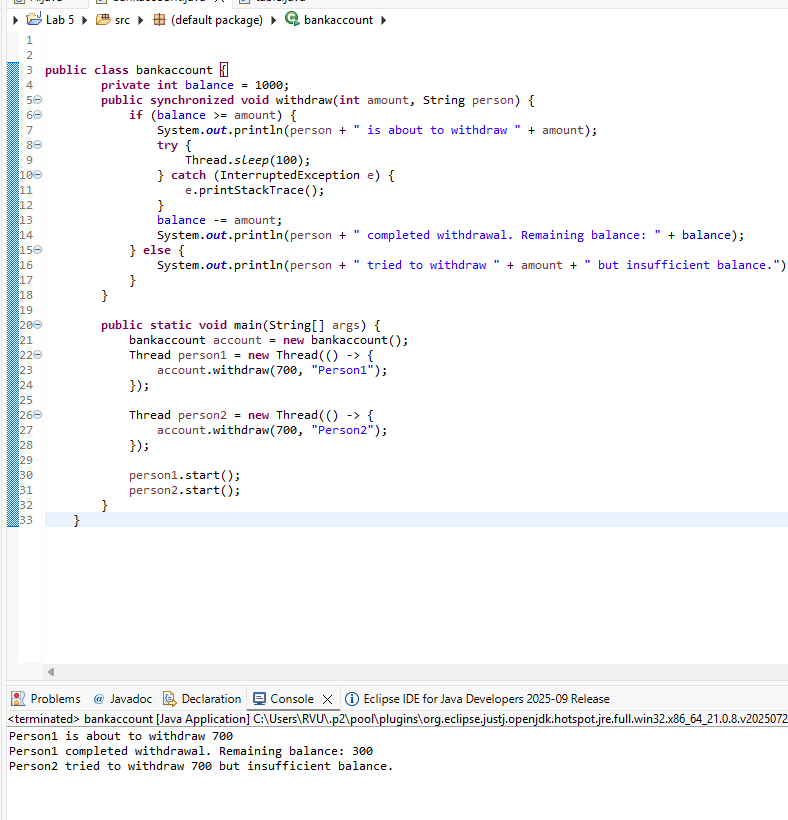 bankaccount.java
table.java
Lab 5 src (default package) bankaccount
1
2
3 public class bankaccount {
4 private int balance = 1000;
5 public synchronized void withdraw(int amount, String person) {
6 if (balance >= amount) {
7 System.out.println(person + " is about to withdraw " + amount);
8 try {
9 Thread.sleep(100);
10 } catch (InterruptedException e) {
11 e.printStackTrace();
12 }
13 balance -= amount;
14 System.out.println(person + " completed withdrawal. Remaining balance: " + balance);
15 } else {
16 System.out.println(person + " tried to withdraw " + amount + " but insufficient balance.")
17 }
18 }
19
20 public static void main(String[] args) {
21 bankaccount account = new bankaccount();
22 Thread person1 = new Thread(() -> {
23 account.withdraw(700, "Person1");
24 });
25
26 Thread person2 = new Thread(() -> {
27 account.withdraw(700, "Person2");
28 });
29
30 person1.start();
31 person2.start();
32 }
33 }
Problems @ Javadoc Declaration Console Eclipse IDE for Java Developers 2025-09 Release
<terminated> bankaccount [Java Application] C:\Users\RVU\.p2\pool\plugins\org.eclipse.justj.openjdk.hotspot.jre.full.win32.x86_64_21.0.8.v2025072
Person1 is about to withdraw 700
Person1 completed withdrawal. Remaining balance: 300
Person2 tried to withdraw 700 but insufficient balance.